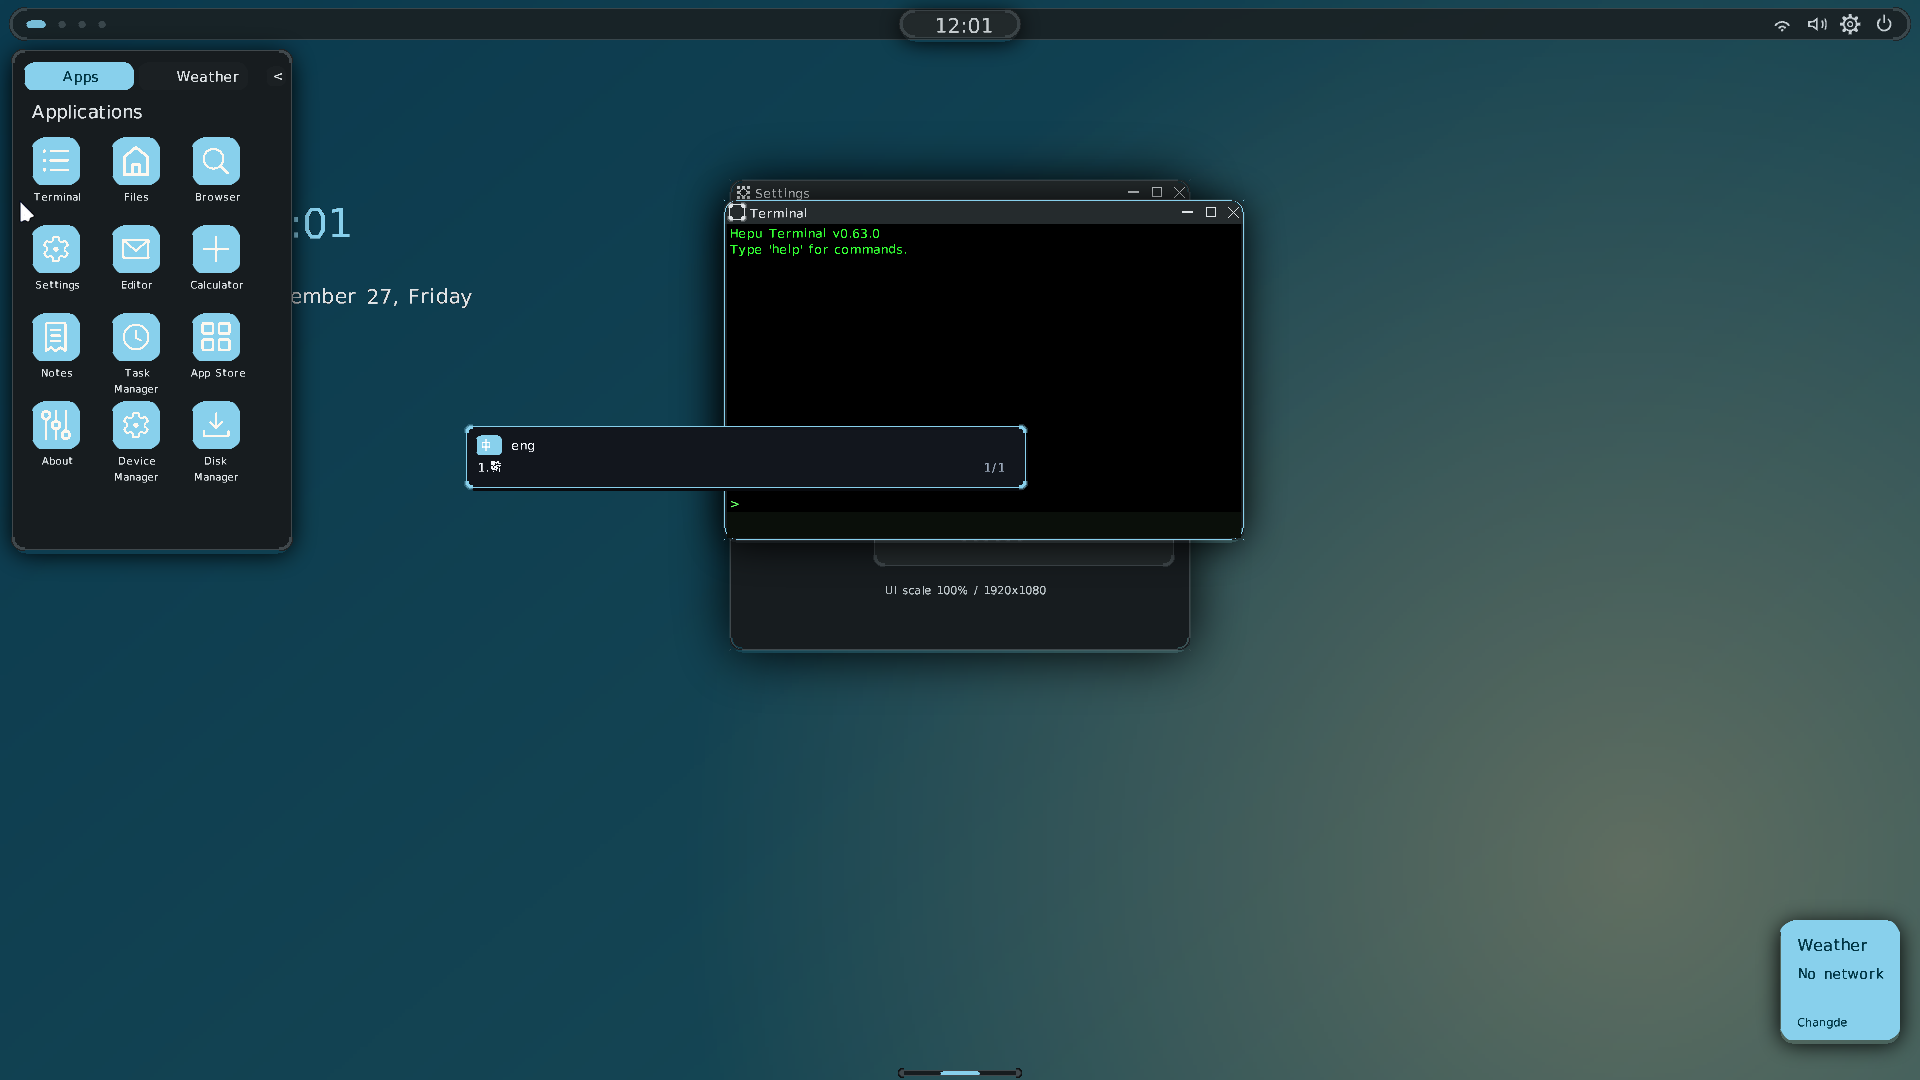 12:01
Apps Weather <
Applications
Terminal Files Browser
Settings Editor Calculator
Notes Task Manager App Store
About Device Manager Disk Manager
:01
ember 27, Friday
Settings
Terminal
Hepu Terminal v0.63.0
Type 'help' for commands.
中 eng
1. 1/1
>
UI scale 100% / 1920x1080
Weather
No network
Changde